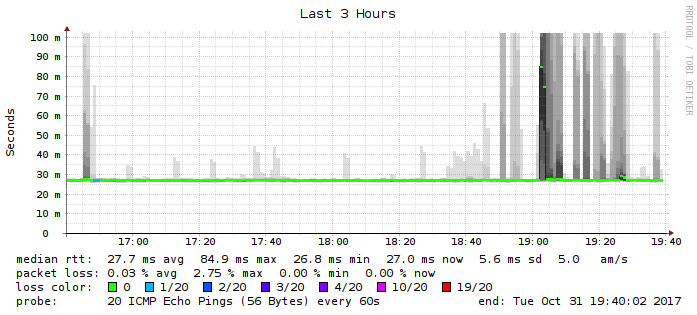 Last 3 Hours
RRDTOOL / TOBI OETIKER
Seconds
100 m
90 m
80 m
70 m
60 m
50 m
40 m
30 m
20 m
10 m
0
17:00 17:20 17:40 18:00 18:20 18:40 19:00 19:20 19:40
median rtt: 27.7 ms avg 84.9 ms max 26.8 ms min 27.0 ms now 5.6 ms sd 5.0 am/s
packet loss: 0.03 % avg 2.75 % max 0.00 % min 0.00 % now
loss color: 0 1/20 2/20 3/20 4/20 10/20 19/20
probe: 20 ICMP Echo Pings (56 Bytes) every 60s end: Tue Oct 31 19:40:02 2017